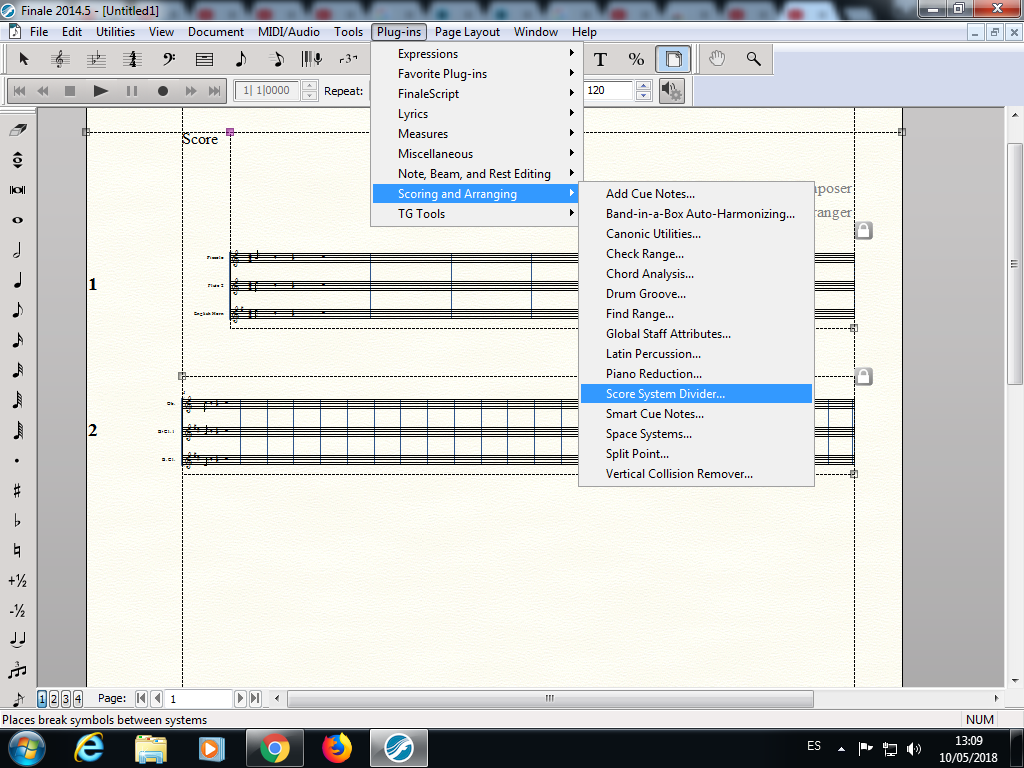 Finale 2014.5 - [Untitled1]
File Edit Utilities View Document MIDI/Audio Tools Plug-ins Page Layout Window Help
T %
1| 1|0000 Repeat: 120
Expressions
Favorite Plug-ins
FinaleScript
Lyrics
Measures
Miscellaneous
Note, Beam, and Rest Editing
Scoring and Arranging
TG Tools
Add Cue Notes...
Band-in-a-Box Auto-Harmonizing...
Canonic Utilities...
Check Range...
Chord Analysis...
Drum Groove...
Find Range...
Global Staff Attributes...
Latin Percussion...
Piano Reduction...
Score System Divider...
Smart Cue Notes...
Space Systems...
Split Point...
Vertical Collision Remover...
Score
poser
ranger
Piccolo
1
Flute 2
English Horn
Ob.
2
+½
-½
1 2 3 4 Page: 1
Places break symbols between systems
NUM
ES
13:09
10/05/2018